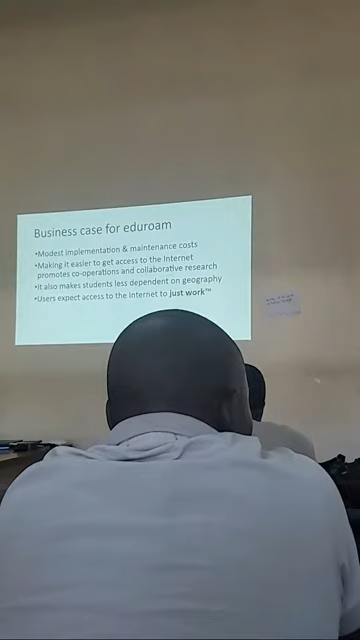 Business case for eduroam
•Modest implementation & maintenance costs
•Making it easier to get access to the Internet
promotes co-operations and collaborative research
•It also makes students less dependent on geography
•Users expect access to the Internet to just work™